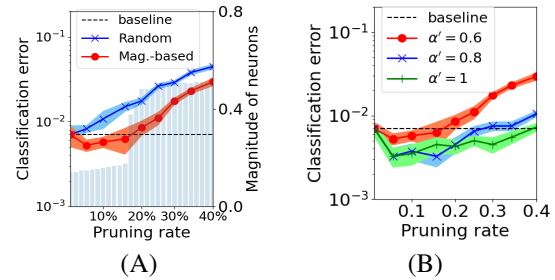 baseline
Random
Mag.-based
Classification error
10⁻¹
10⁻²
10⁻³
0.8
0.4
0.0
Magnitude of neurons
10% 20% 30% 40%
Pruning rate
(A)
baseline
α′ = 0.6
α′ = 0.8
α′ = 1
Classification error
10⁻¹
10⁻²
10⁻³
0.1 0.2 0.3 0.4
Pruning rate
(B)